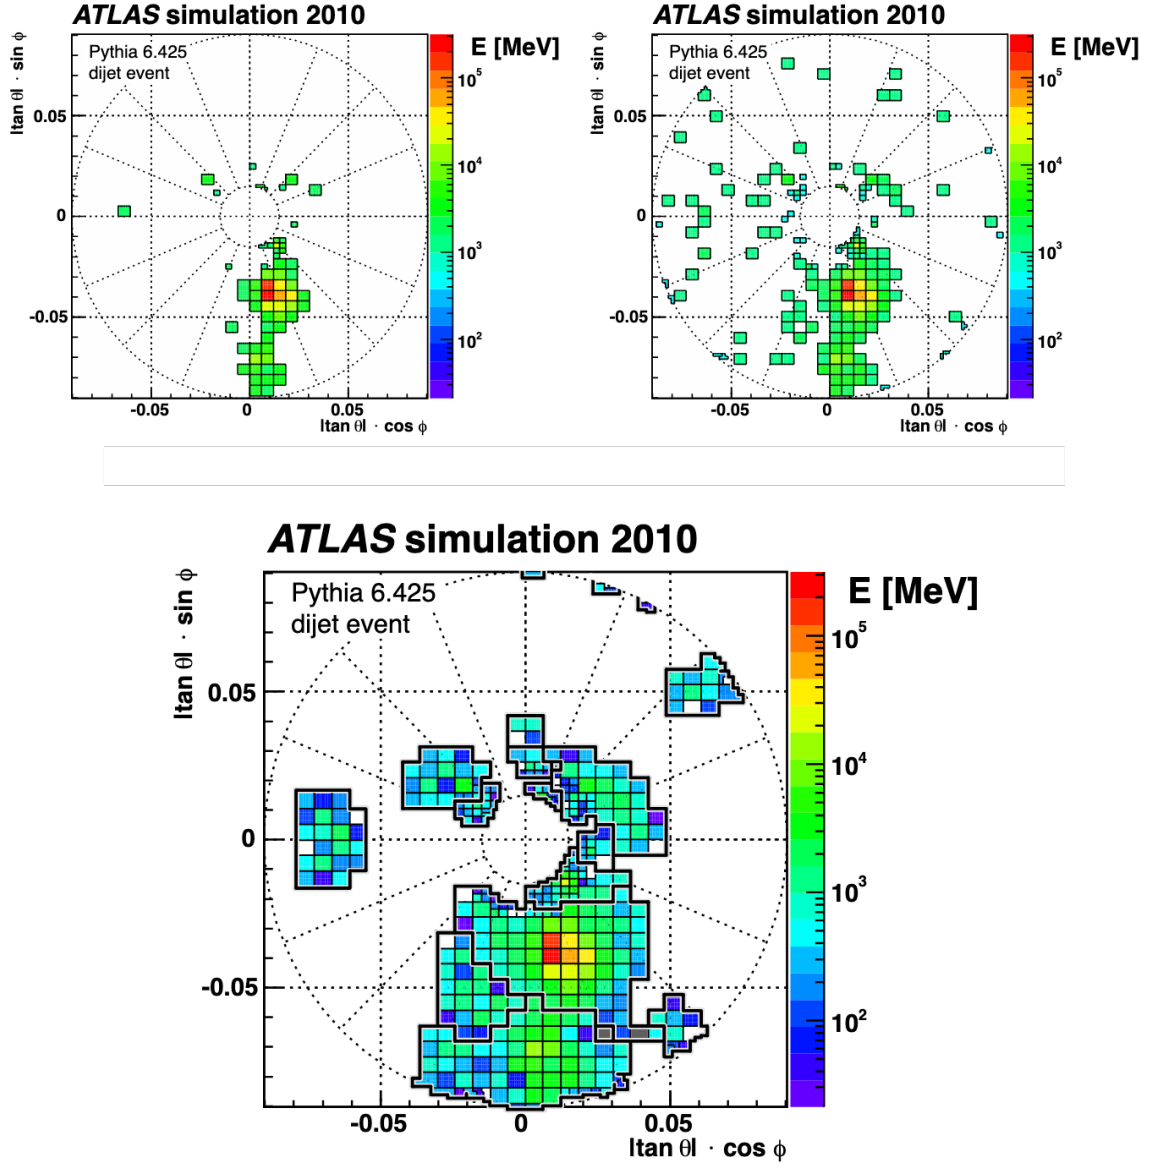 ATLAS simulation 2010
Pythia 6.425
dijet event
E [MeV]
|tan θ| · sin ϕ
0.05
0
-0.05
-0.05
0
0.05
|tan θ| · cos ϕ
10⁵
10⁴
10³
10²
ATLAS simulation 2010
Pythia 6.425
dijet event
E [MeV]
|tan θ| · sin ϕ
0.05
0
-0.05
-0.05
0
0.05
|tan θ| · cos ϕ
10⁵
10⁴
10³
10²
ATLAS simulation 2010
Pythia 6.425
dijet event
E [MeV]
|tan θ| · sin ϕ
0.05
0
-0.05
-0.05
0
0.05
|tan θ| · cos ϕ
10⁵
10⁴
10³
10²